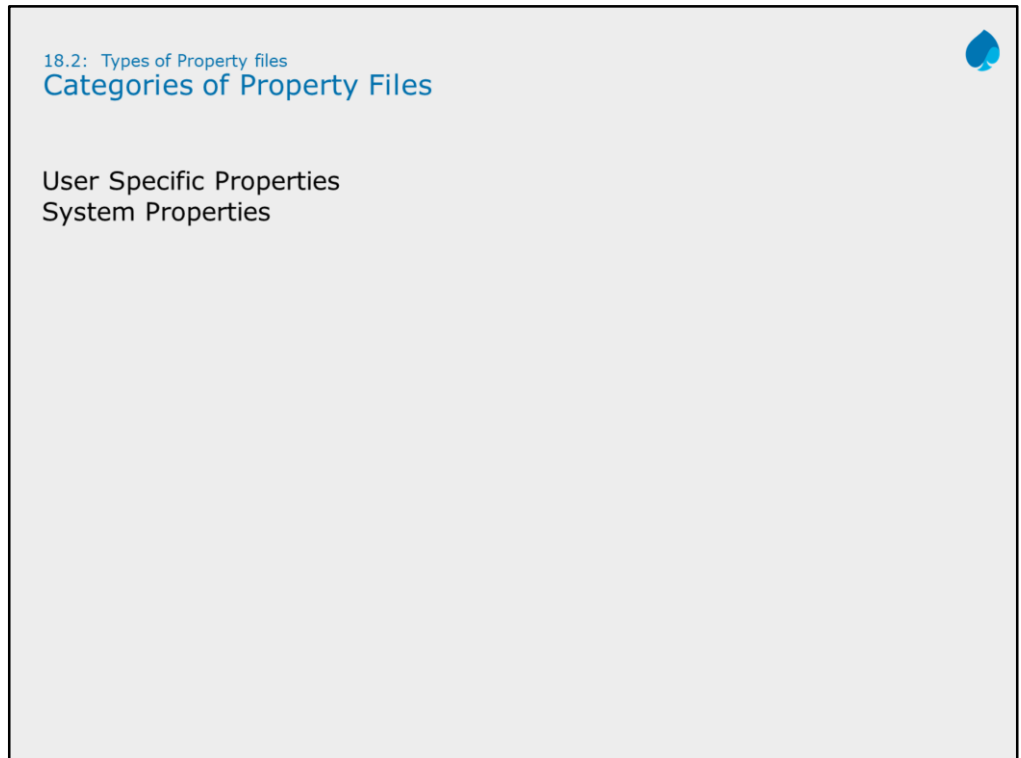 18.2: Types of Property files
Categories of Property Files
User Specific Properties
System Properties